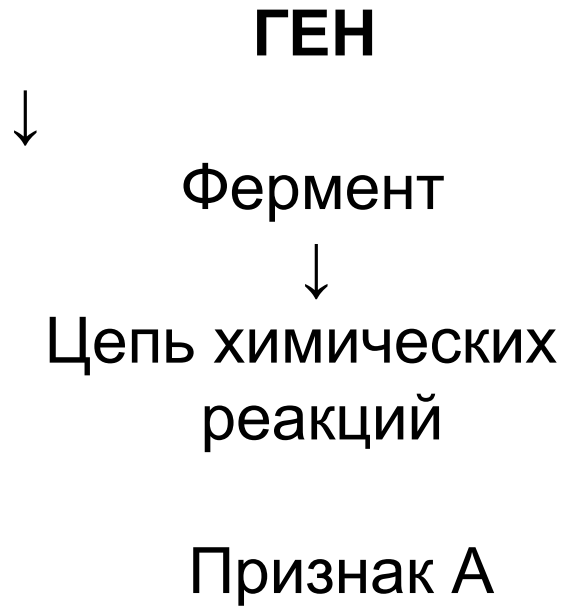 ГЕН
↓
Фермент
↓
Цепь химических
реакций
Признак А